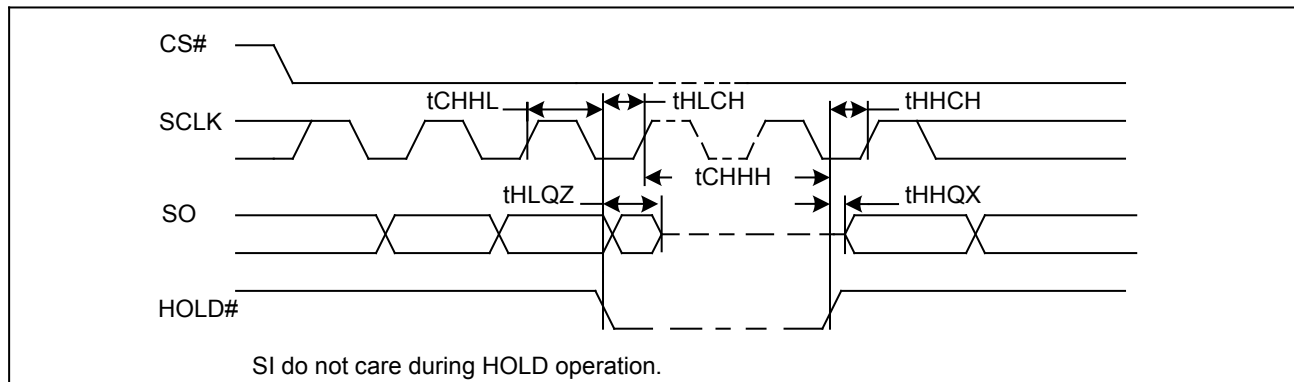 CS#
tCHHL
tHLCH
tHHCH
SCLK
tCHHH
tHLQZ
tHHQX
SO
HOLD#
SI do not care during HOLD operation.